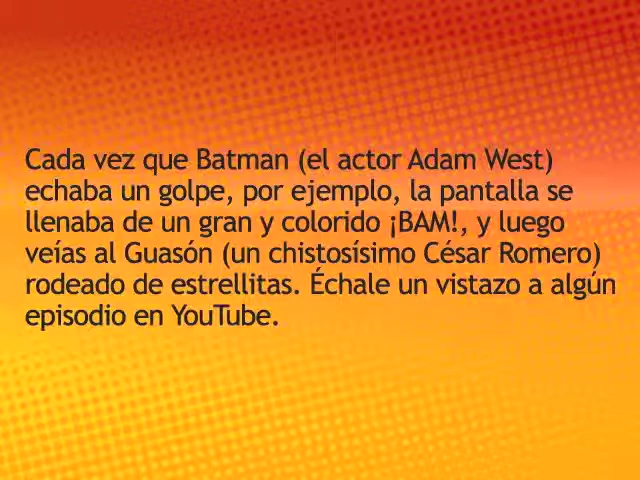 Cada vez que Batman (el actor Adam West)
echaba un golpe, por ejemplo, la pantalla se
llenaba de un gran y colorido ¡BAM!, y luego
veías al Guasón (un chistosísimo César Romero)
rodeado de estrellitas. Échale un vistazo a algún
episodio en YouTube.